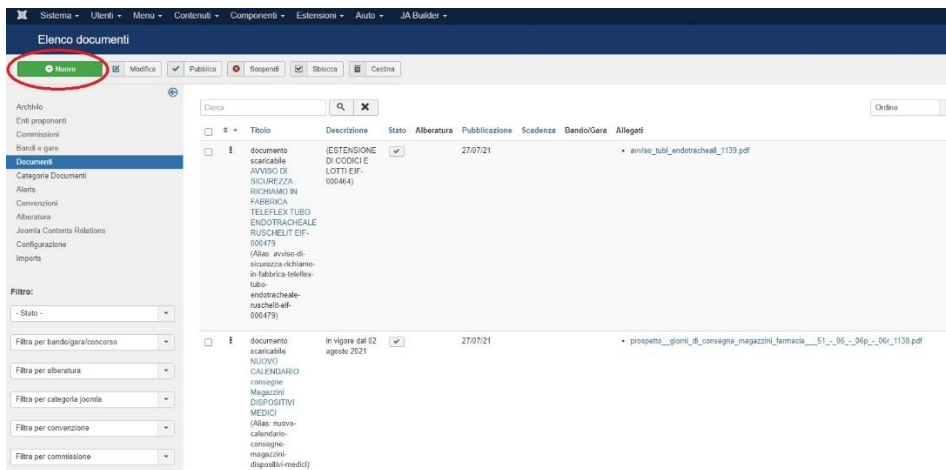 Sistema Utenti Menu Contenuti Componenti Estensioni Aiuto JA Builder
Elenco documenti
Nuovo Modifica Pubblica Sospendi Sblocca Cestina
Archivio
Enti proponenti
Commissioni
Bandi e gare
Documenti
Categorie Documenti
Alerts
Convenzioni
Alberatura
Joomla Contents Relations
Configurazione
Imports
Filtro:
- Stato -
Filtra per bando/gara/concorso
Filtra per alberatura
Filtra per categoria joomla
Filtra per convenzione
Filtra per commissione
Cerca
Ordina
Titolo Descrizione Stato Alberatura Pubblicazione Scadenza Bando/Gara Allegati
documento
scaricabile
AVVISO DI
SICUREZZA :
RICHIAMO IN
FABBRICA
TELEFLEX TUBO
ENDOTRACHEALE
RUSCHELIT EIF-
000479
(Alias: avviso-di-
sicurezza-richiamo-
in-fabbrica-teleflex-
tubo-
endotracheale-
ruschelit-eif-
000479)
(ESTENSIONE
DI CODICI E
LOTTI EIF-
000464)
27/07/21
avviso_tubi_endotracheali_1139.pdf
documento
scaricabile
NUOVO
CALENDARIO
consegne
Magazzini
DISPOSITIVI
MEDICI
(Alias: nuovo-
calendario-
consegne-
magazzini-
dispositivi-medici)
in vigore dal 02
agosto 2021
27/07/21
prospetto__giorni_di_consegna_magazzini_farmacia___51_-_06_-_06p_-_06r_1138.pdf